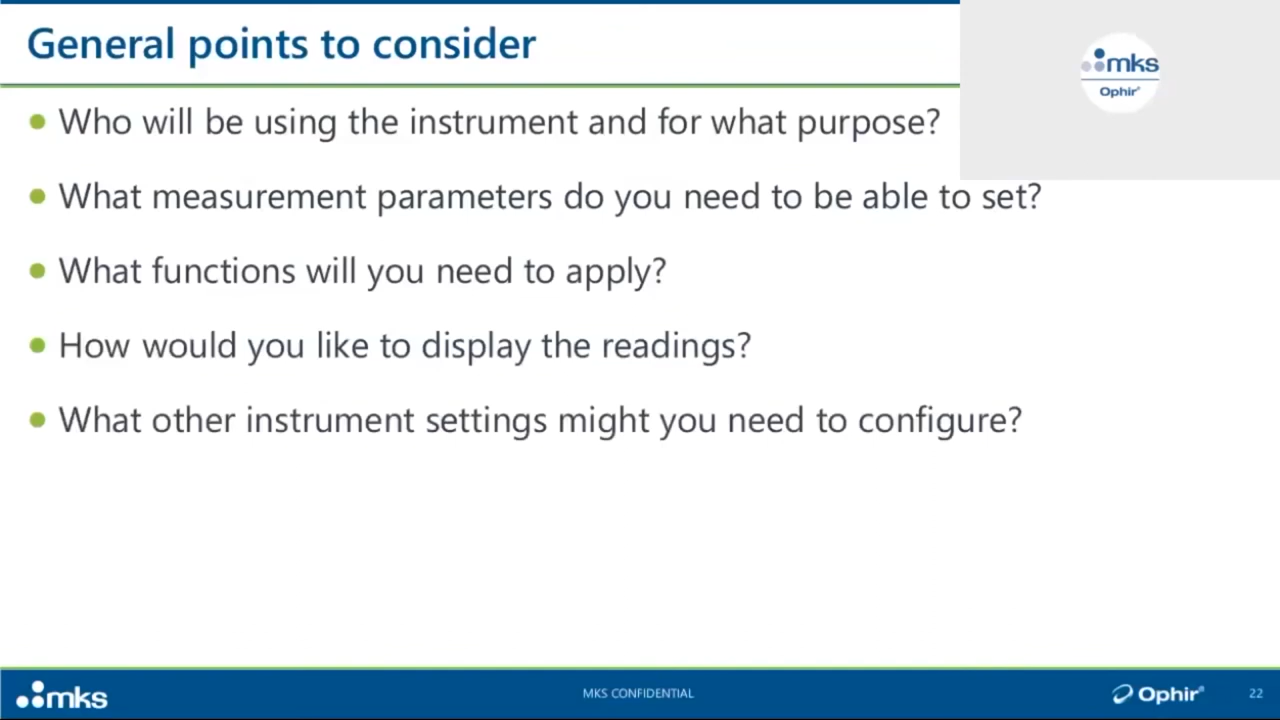 General points to consider
mks
Ophir®
Who will be using the instrument and for what purpose?
What measurement parameters do you need to be able to set?
What functions will you need to apply?
How would you like to display the readings?
What other instrument settings might you need to configure?
mks
MKS CONFIDENTIAL
Ophir®
22